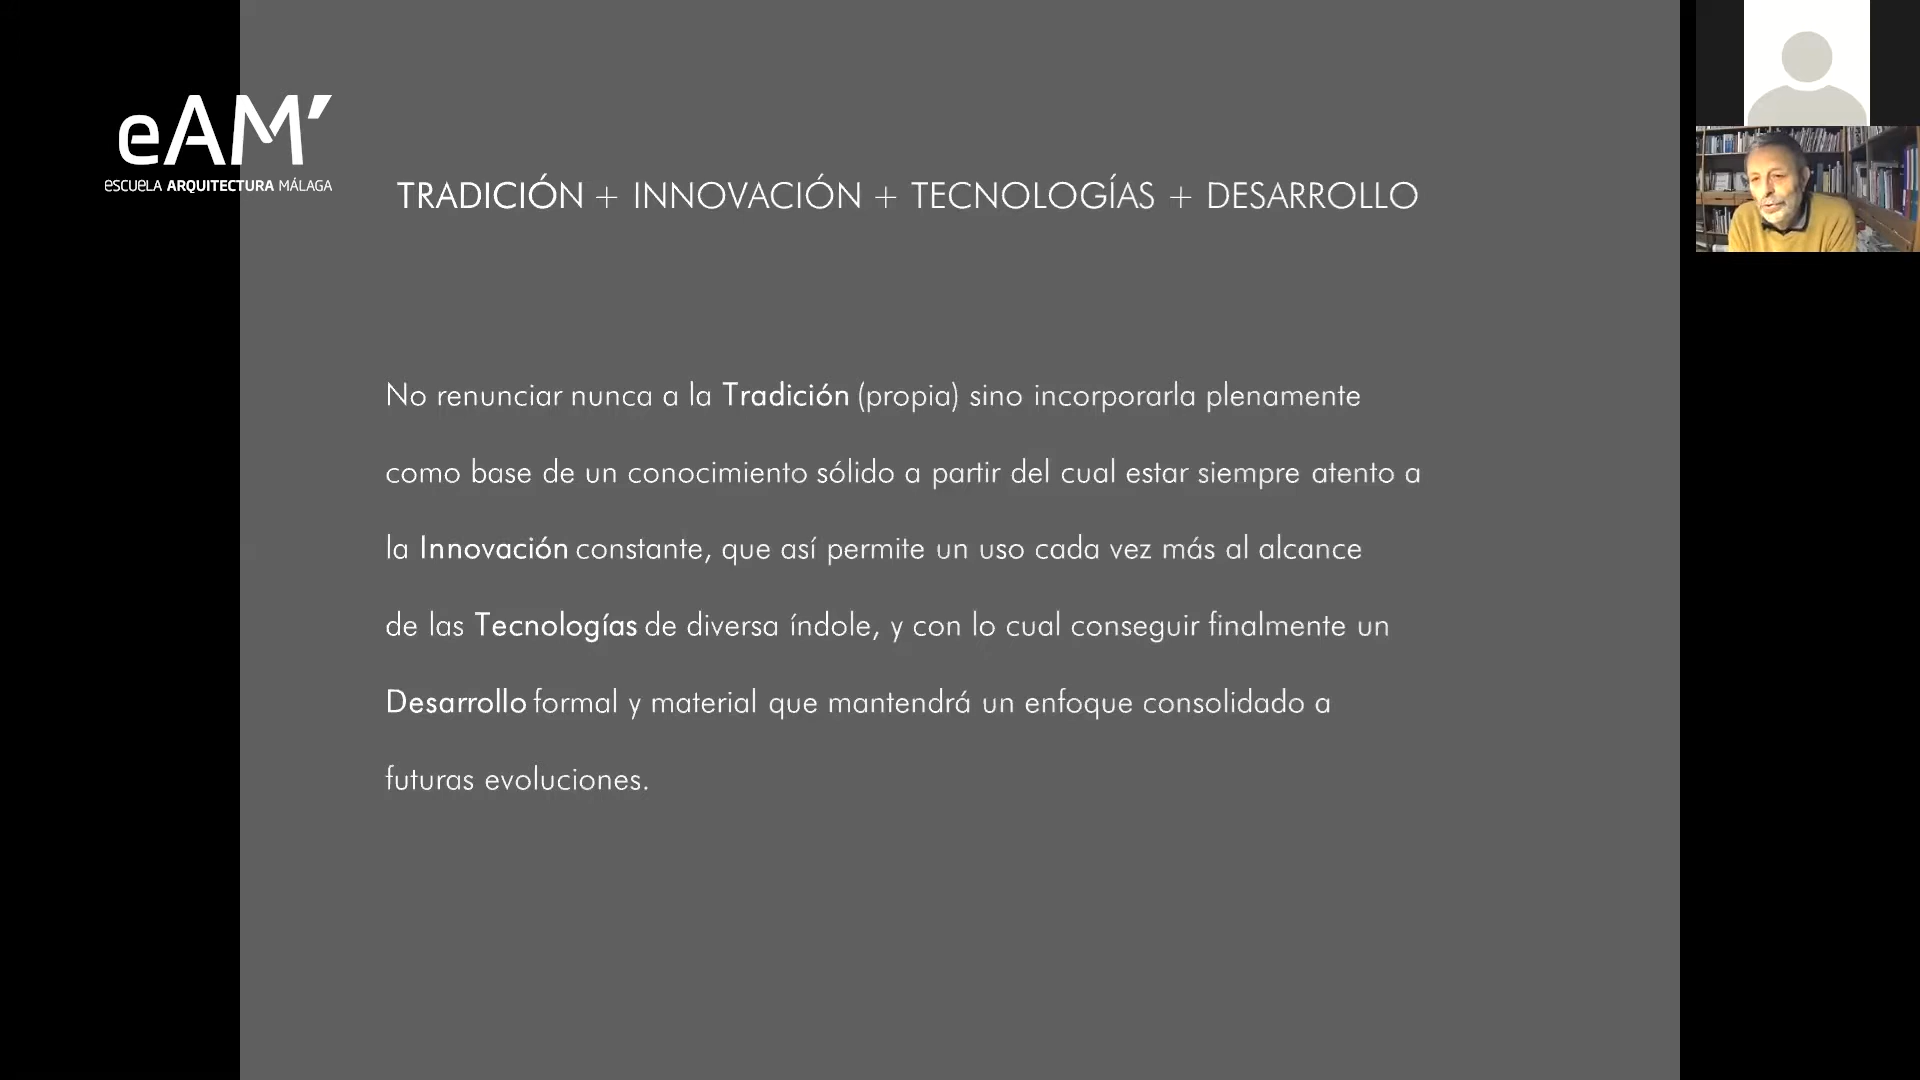 eAM'
ESCUELA ARQUITECTURA MÁLAGA
TRADICIÓN + INNOVACIÓN + TECNOLOGÍAS + DESARROLLO
No renunciar nunca a la Tradición (propia) sino incorporarla plenamente
como base de un conocimiento sólido a partir del cual estar siempre atento a
la Innovación constante, que así permite un uso cada vez más al alcance
de las Tecnologías de diversa índole, y con lo cual conseguir finalmente un
Desarrollo formal y material que mantendrá un enfoque consolidado a
futuras evoluciones.